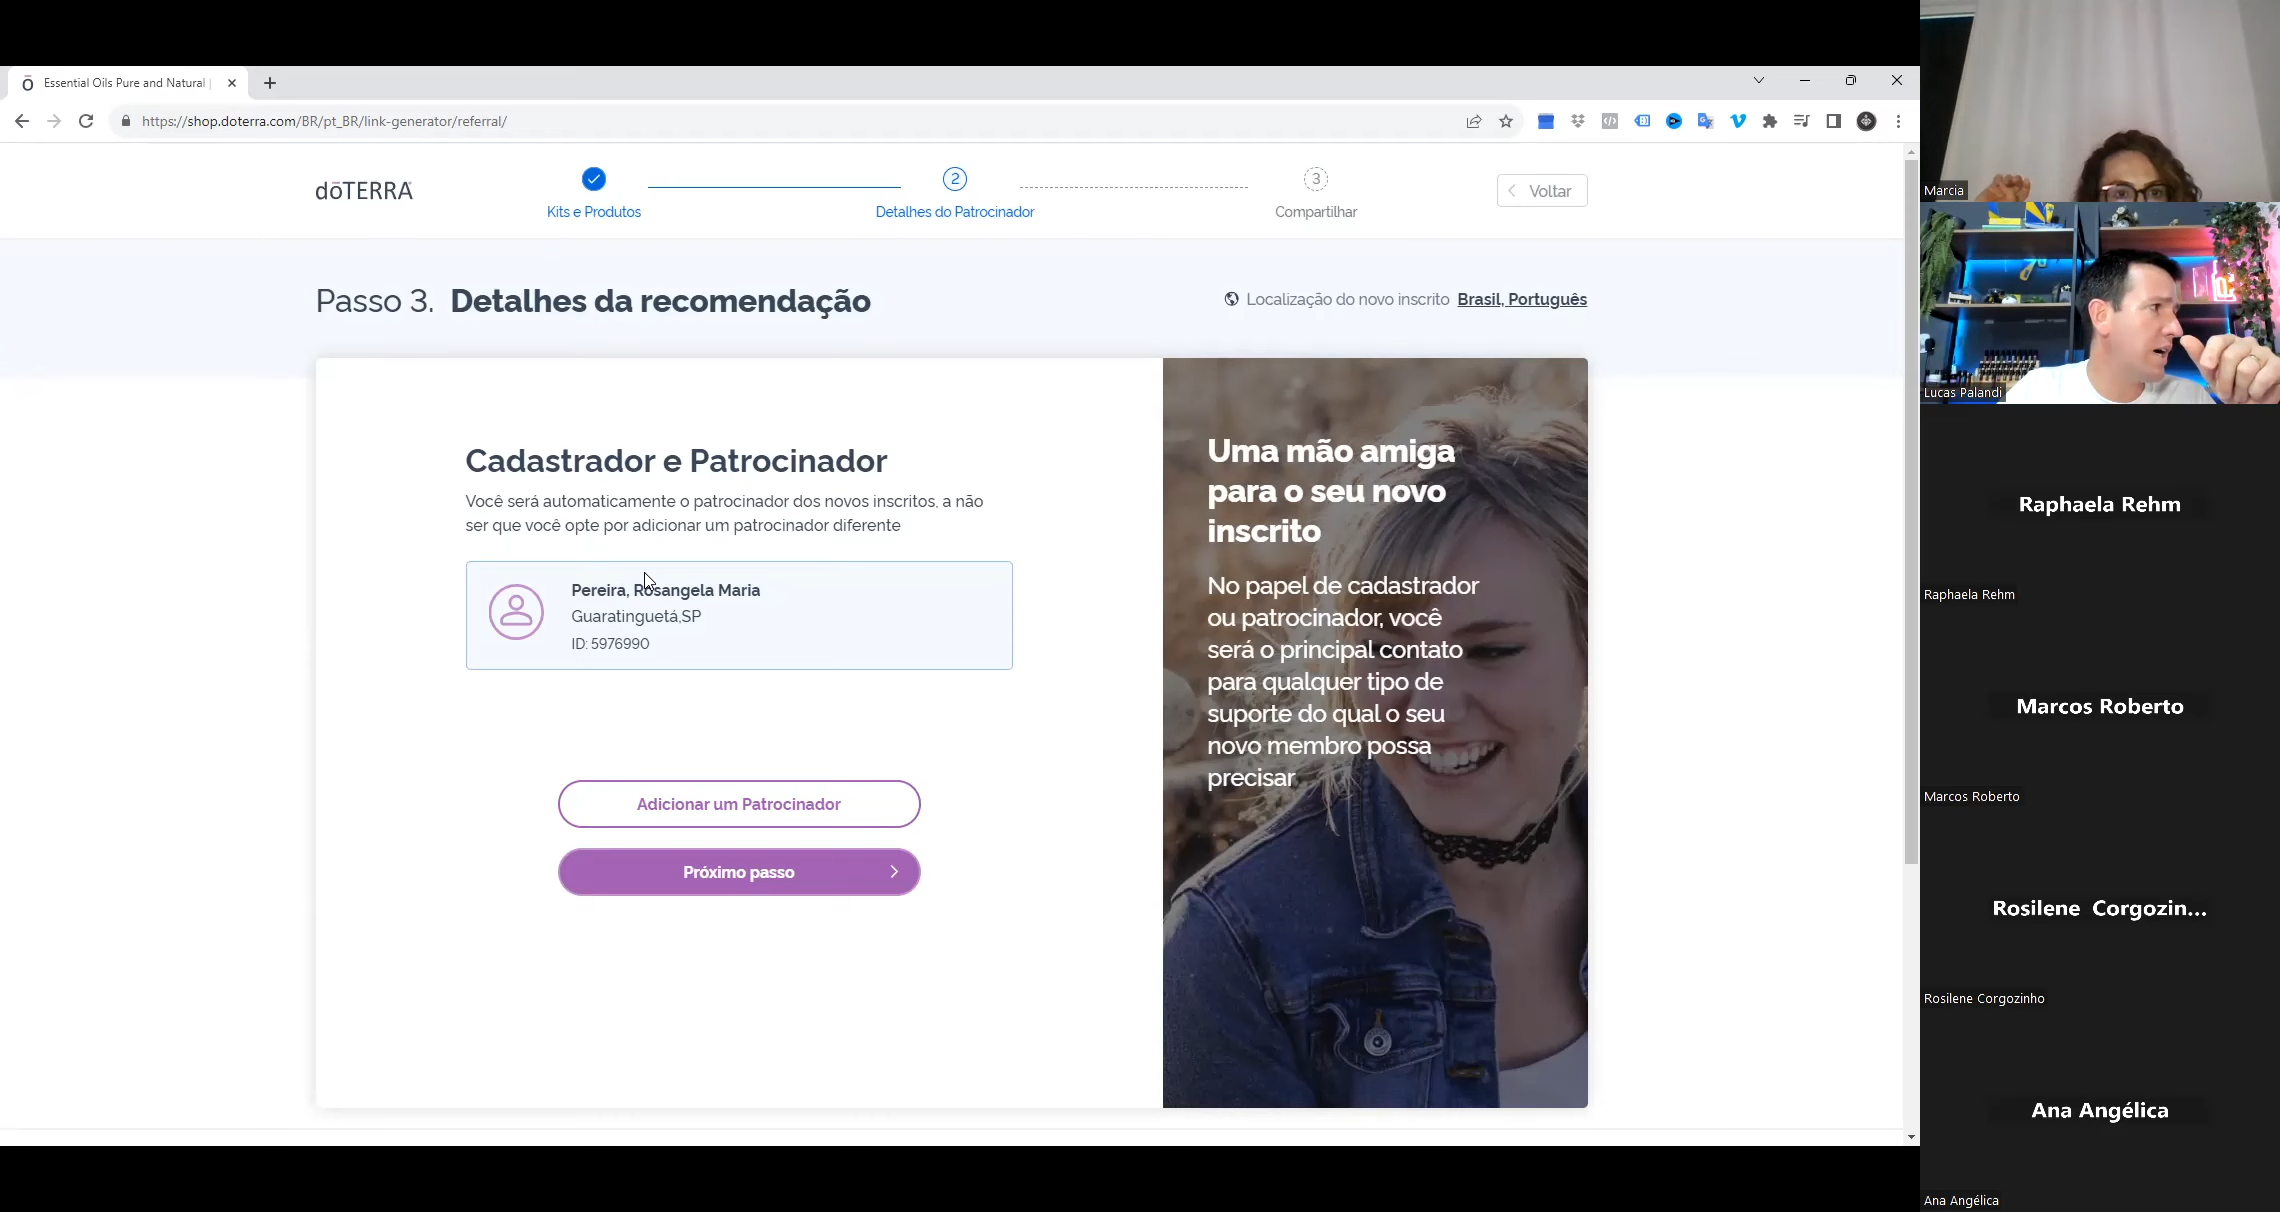 Essential Oils Pure and Natural |
https://shop.doterra.com/BR/pt_BR/link-generator/referral/
dōTERRA
2
3
Kits e Produtos
Detalhes do Patrocinador
Compartilhar
Voltar
Passo 3. Detalhes da recomendação
Localização do novo inscrito Brasil, Português
Cadastrador e Patrocinador
Você será automaticamente o patrocinador dos novos inscritos, a não
ser que você opte por adicionar um patrocinador diferente
Pereira, Rosangela Maria
Guaratinguetá,SP
ID: 5976990
Adicionar um Patrocinador
Próximo passo
Uma mão amiga
para o seu novo
inscrito
No papel de cadastrador
ou patrocinador, você
será o principal contato
para qualquer tipo de
suporte do qual o seu
novo membro possa
precisar
Marcia
Lucas Palandi
Raphaela Rehm
Raphaela Rehm
Marcos Roberto
Marcos Roberto
Rosilene Corgozin...
Rosilene Corgozinho
Ana Angélica
Ana Angélica